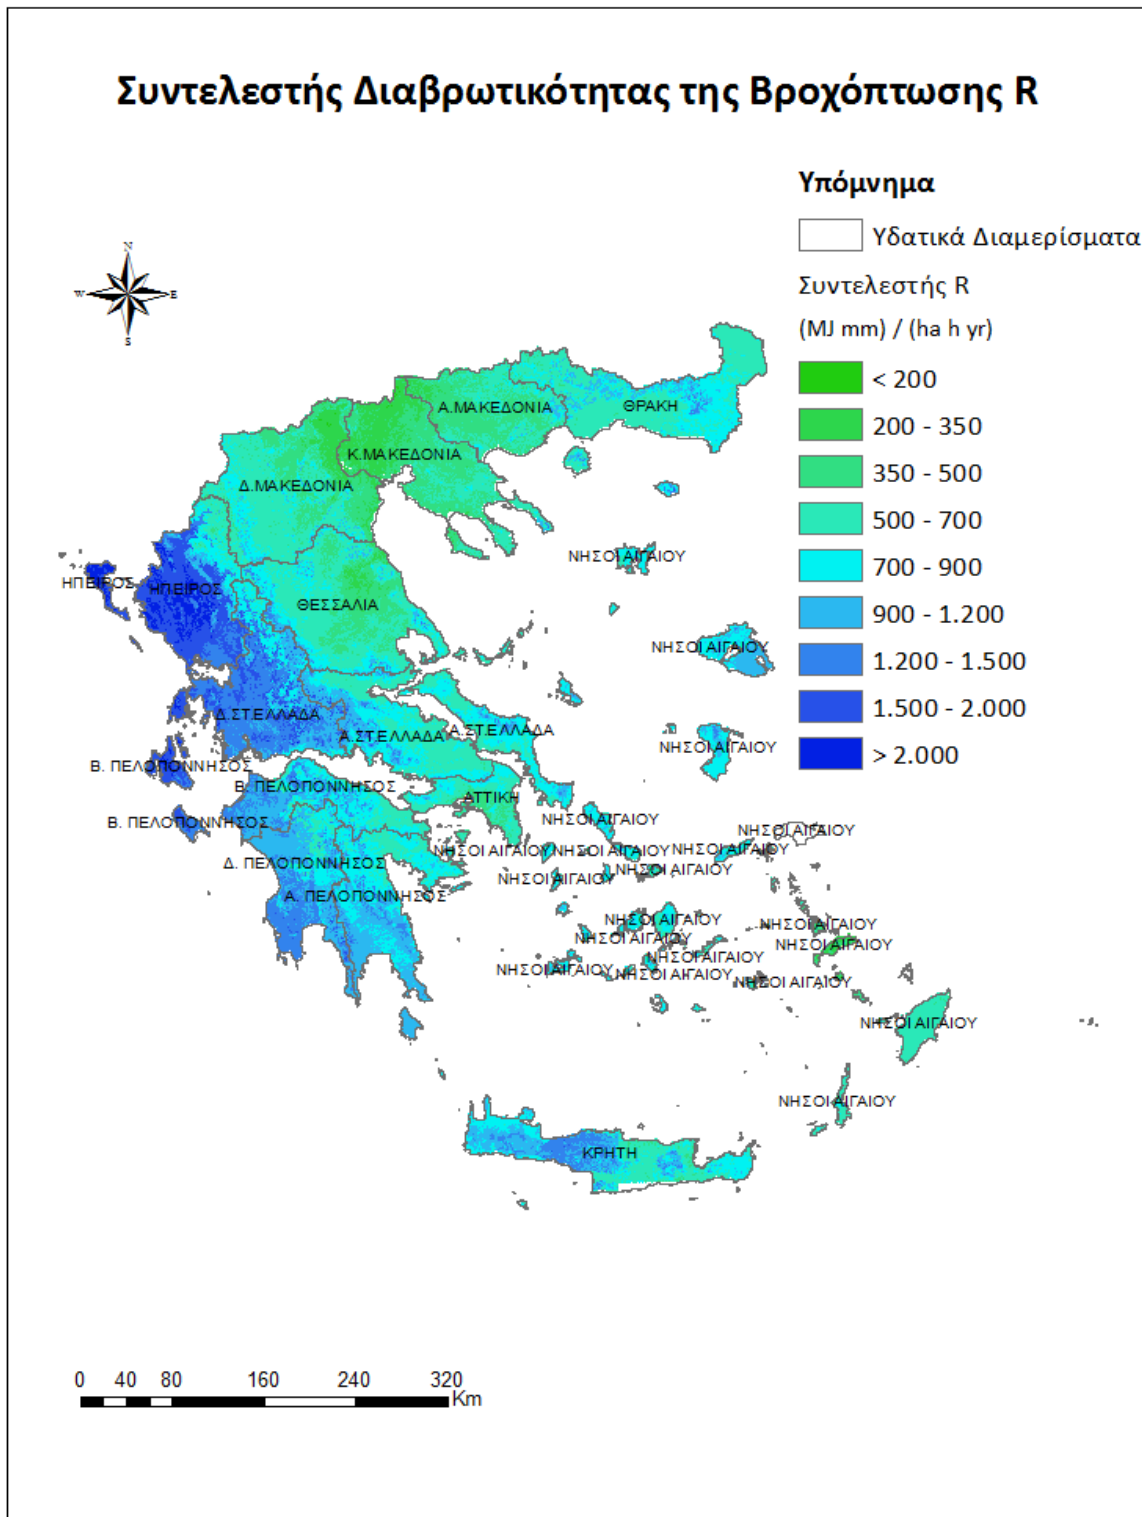 Συντελεστής Διαβρωτικότητας της Βροχόπτωσης R
Υπόμνημα
Υδατικά Διαμερίσματα
Συντελεστής R
(MJ mm) / (ha h yr)
< 200
200 - 350
350 - 500
500 - 700
700 - 900
900 - 1.200
1.200 - 1.500
1.500 - 2.000
> 2.000
N
W
E
S
Α.ΜΑΚΕΔΟΝΙΑ
ΘΡΑΚΗ
Κ.ΜΑΚΕΔΟΝΙΑ
Δ.ΜΑΚΕΔΟΝΙΑ
ΝΗΣΟΙ ΑΙΓΑΙΟΥ
ΗΠΕΙΡΟΣ
ΗΠΕΙΡΟΣ
ΘΕΣΣΑΛΙΑ
ΝΗΣΟΙ ΑΙΓΑΙΟΥ
Δ.ΣΤ.ΕΛΛΑΔΑ
Α.ΣΤ.ΕΛΛΑΔΑ
Α.ΣΤ.ΕΛΛΑΔΑ
ΝΗΣΟΙ ΑΙΓΑΙΟΥ
Β. ΠΕΛΟΠΟΝΝΗΣΟΣ
Β. ΠΕΛΟΠΟΝΝΗΣΟΣ
ΑΤΤΙΚΗ
Β. ΠΕΛΟΠΟΝΝΗΣΟΣ
ΝΗΣΟΙ ΑΙΓΑΙΟΥ
ΝΗΣΟΙ ΑΙΓΑΙΟΥ
ΝΗΣΟΙ ΑΙΓΑΙΟΥ
ΝΗΣΟΙ ΑΙΓΑΙΟΥ
ΝΗΣΟΙ ΑΙΓΑΙΟΥ
Δ. ΠΕΛΟΠΟΝΝΗΣΟΣ
ΝΗΣΟΙ ΑΙΓΑΙΟΥ
ΝΗΣΟΙ ΑΙΓΑΙΟΥ
Α. ΠΕΛΟΠΟΝΝΗΣΟΣ
ΝΗΣΟΙ ΑΙΓΑΙΟΥ
ΝΗΣΟΙ ΑΙΓΑΙΟΥ
ΝΗΣΟΙ ΑΙΓΑΙΟΥ
ΝΗΣΟΙ ΑΙΓΑΙΟΥ
ΝΗΣΟΙ ΑΙΓΑΙΟΥ
ΝΗΣΟΙ ΑΙΓΑΙΟΥ
ΝΗΣΟΙ ΑΙΓΑΙΟΥ
ΝΗΣΟΙ ΑΙΓΑΙΟΥ
ΝΗΣΟΙ ΑΙΓΑΙΟΥ
ΝΗΣΟΙ ΑΙΓΑΙΟΥ
ΚΡΗΤΗ
0 40 80 160 240 320
Km